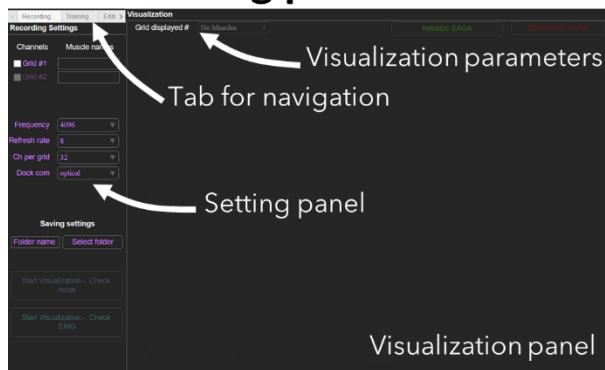 Recording Training Editi
Visualization
Recording Settings
Grid displayed # No Muscles
Initialize SAGA
Channels Muscle names
Grid #1
Grid #2
Visualization parameters
Tab for navigation
Frequency 4096
Refresh rate 8
Ch per grid 32
Dock com optical
Setting panel
Saving settings
Folder name Select folder
Start Visualization - Check
noise
Start Visualization - Check
EMG
Visualization panel